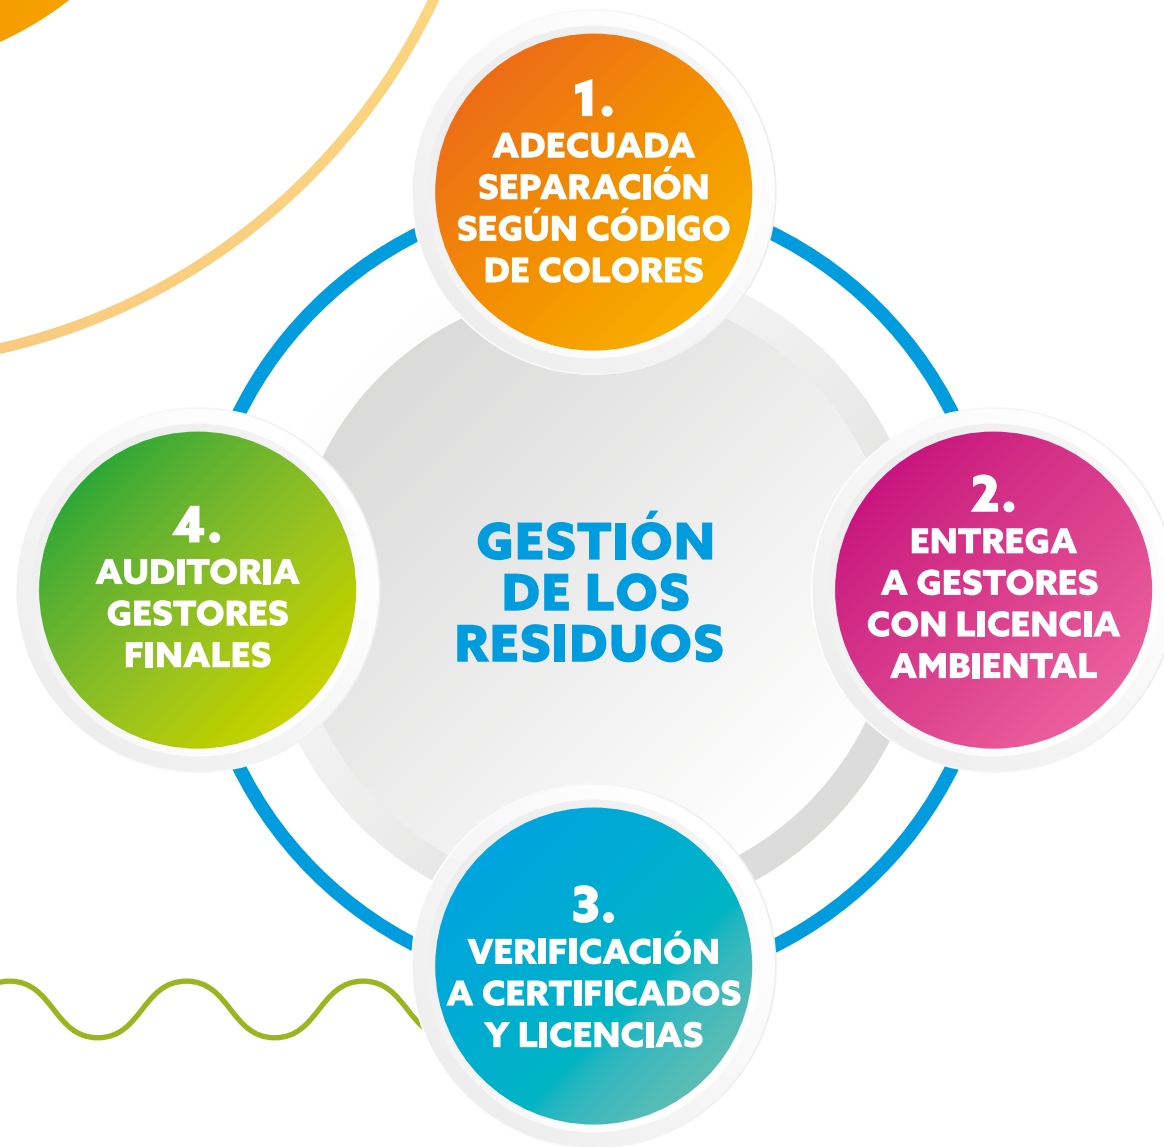 1.
ADECUADA
SEPARACIÓN
SEGÚN CÓDIGO
DE COLORES
2.
ENTREGA
A GESTORES
CON LICENCIA
AMBIENTAL
3.
VERIFICACIÓN
A CERTIFICADOS
Y LICENCIAS
4.
AUDITORIA
GESTORES
FINALES
GESTIÓN
DE LOS
RESIDUOS